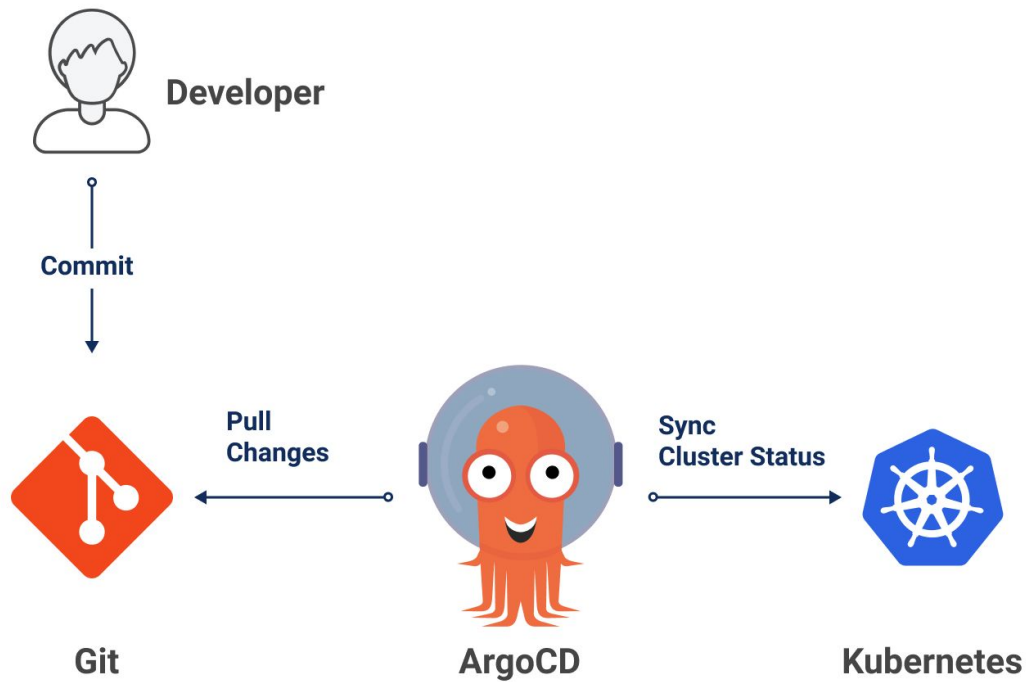 Developer
Commit
Pull
Changes
Sync
Cluster Status
Git
ArgoCD
Kubernetes